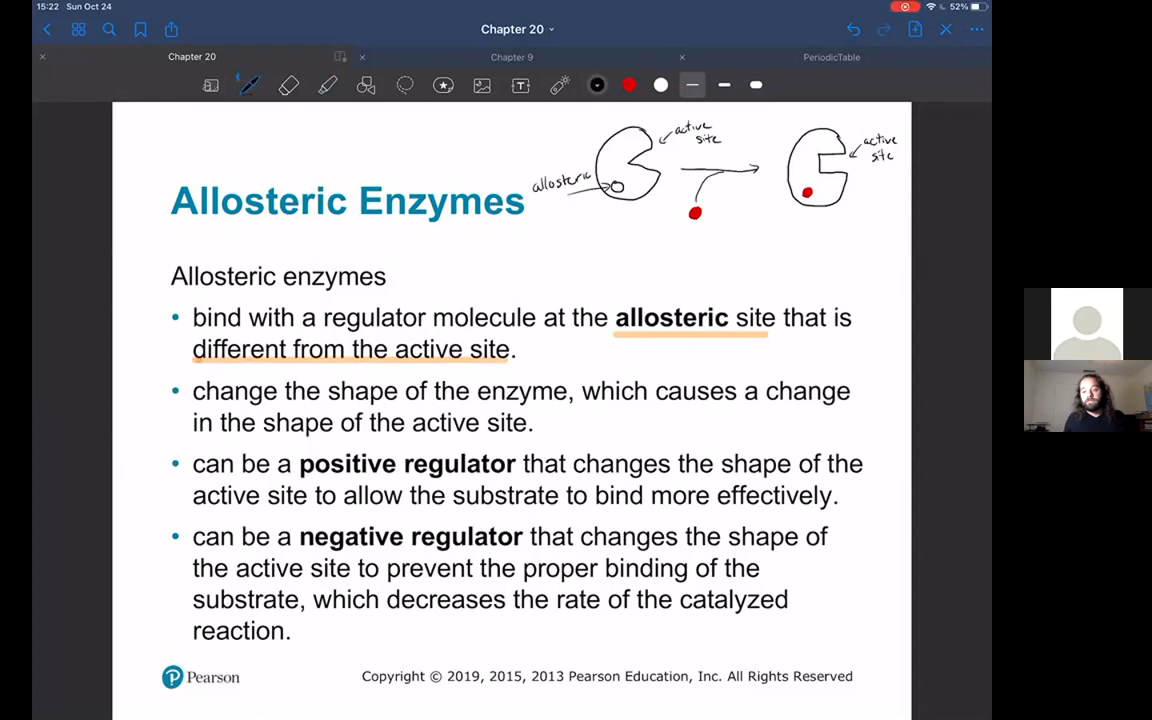 15:22 Sun Oct 24
52%
Chapter 20
Chapter 20
Chapter 9
PeriodicTable
active
site
active
site
allosteric
Allosteric Enzymes
Allosteric enzymes
• bind with a regulator molecule at the allosteric site that is
different from the active site.
• change the shape of the enzyme, which causes a change
in the shape of the active site.
• can be a positive regulator that changes the shape of the
active site to allow the substrate to bind more effectively.
• can be a negative regulator that changes the shape of
the active site to prevent the proper binding of the
substrate, which decreases the rate of the catalyzed
reaction.
P Pearson
Copyright © 2019, 2015, 2013 Pearson Education, Inc. All Rights Reserved